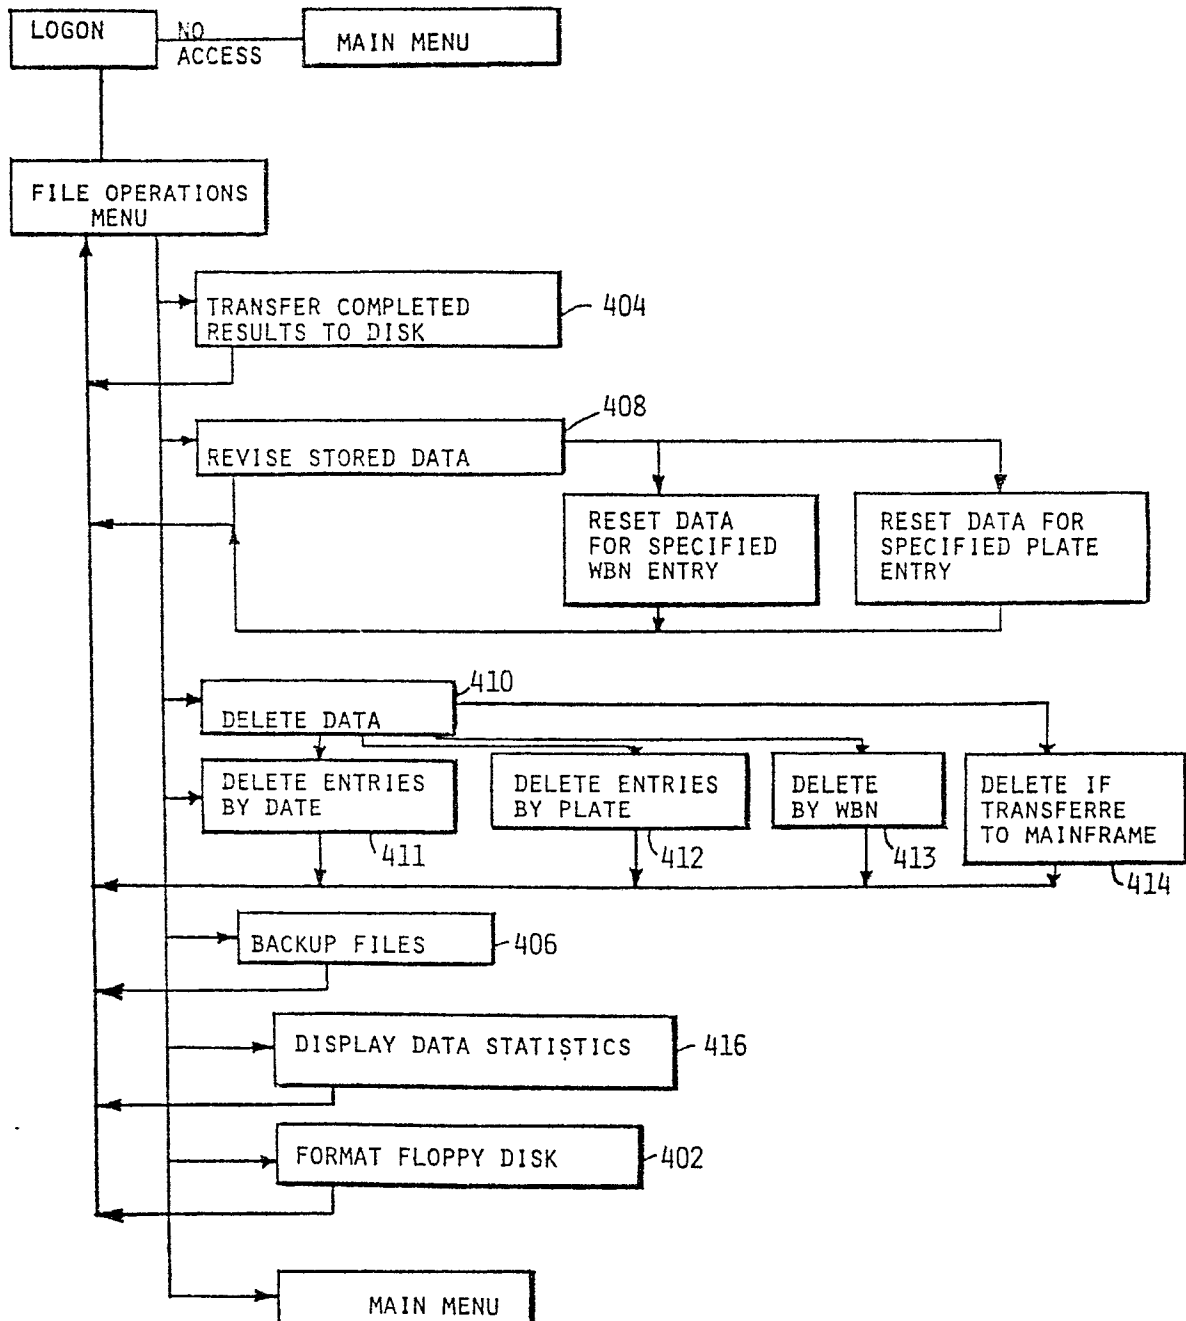 LOGON
NO
ACCESS
MAIN MENU
FILE OPERATIONS
MENU
TRANSFER COMPLETED
RESULTS TO DISK
404
408
REVISE STORED DATA
RESET DATA
FOR SPECIFIED
WBN ENTRY
RESET DATA FOR
SPECIFIED PLATE
ENTRY
410
DELETE DATA
DELETE ENTRIES
BY DATE
411
DELETE ENTRIES
BY PLATE
412
DELETE
BY WBN
413
DELETE IF
TRANSFERRE
TO MAINFRAME
414
BACKUP FILES
406
DISPLAY DATA STATISTICS
416
FORMAT FLOPPY DISK
402
MAIN MENU